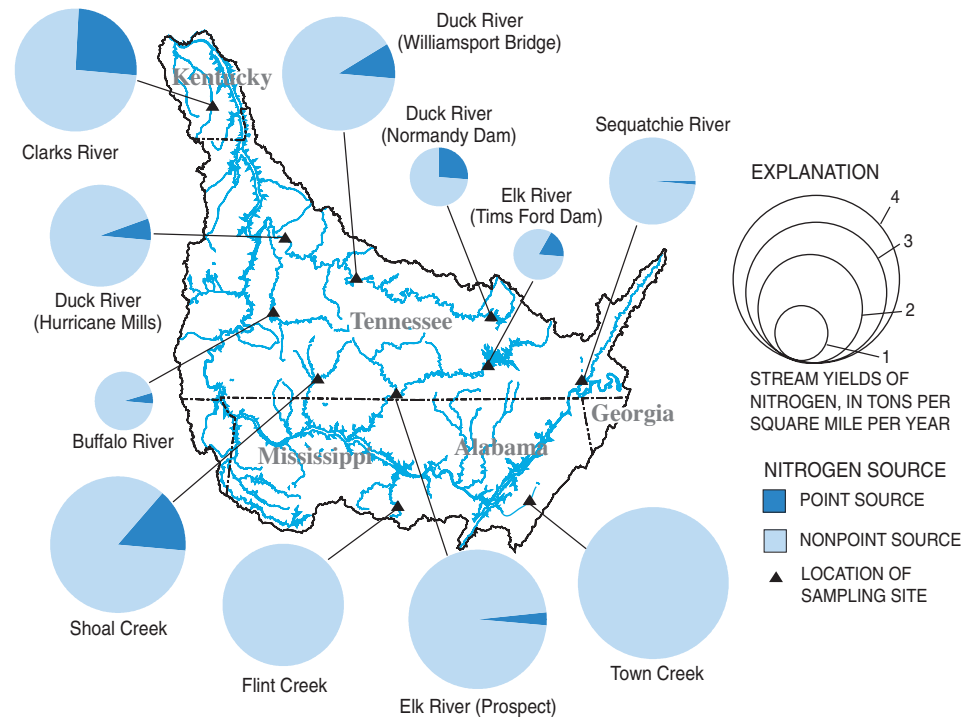 Duck River
(Williamsport Bridge)
Kentucky
Clarks River
Duck River
(Normandy Dam)
Sequatchie River
Elk River
(Tims Ford Dam)
EXPLANATION
4
3
2
1
STREAM YIELDS OF
NITROGEN, IN TONS PER
SQUARE MILE PER YEAR
Duck River
(Hurricane Mills)
Tennessee
Buffalo River
Georgia
Mississippi
Alabama
NITROGEN SOURCE
POINT SOURCE
NONPOINT SOURCE
LOCATION OF
SAMPLING SITE
Shoal Creek
Flint Creek
Elk River (Prospect)
Town Creek